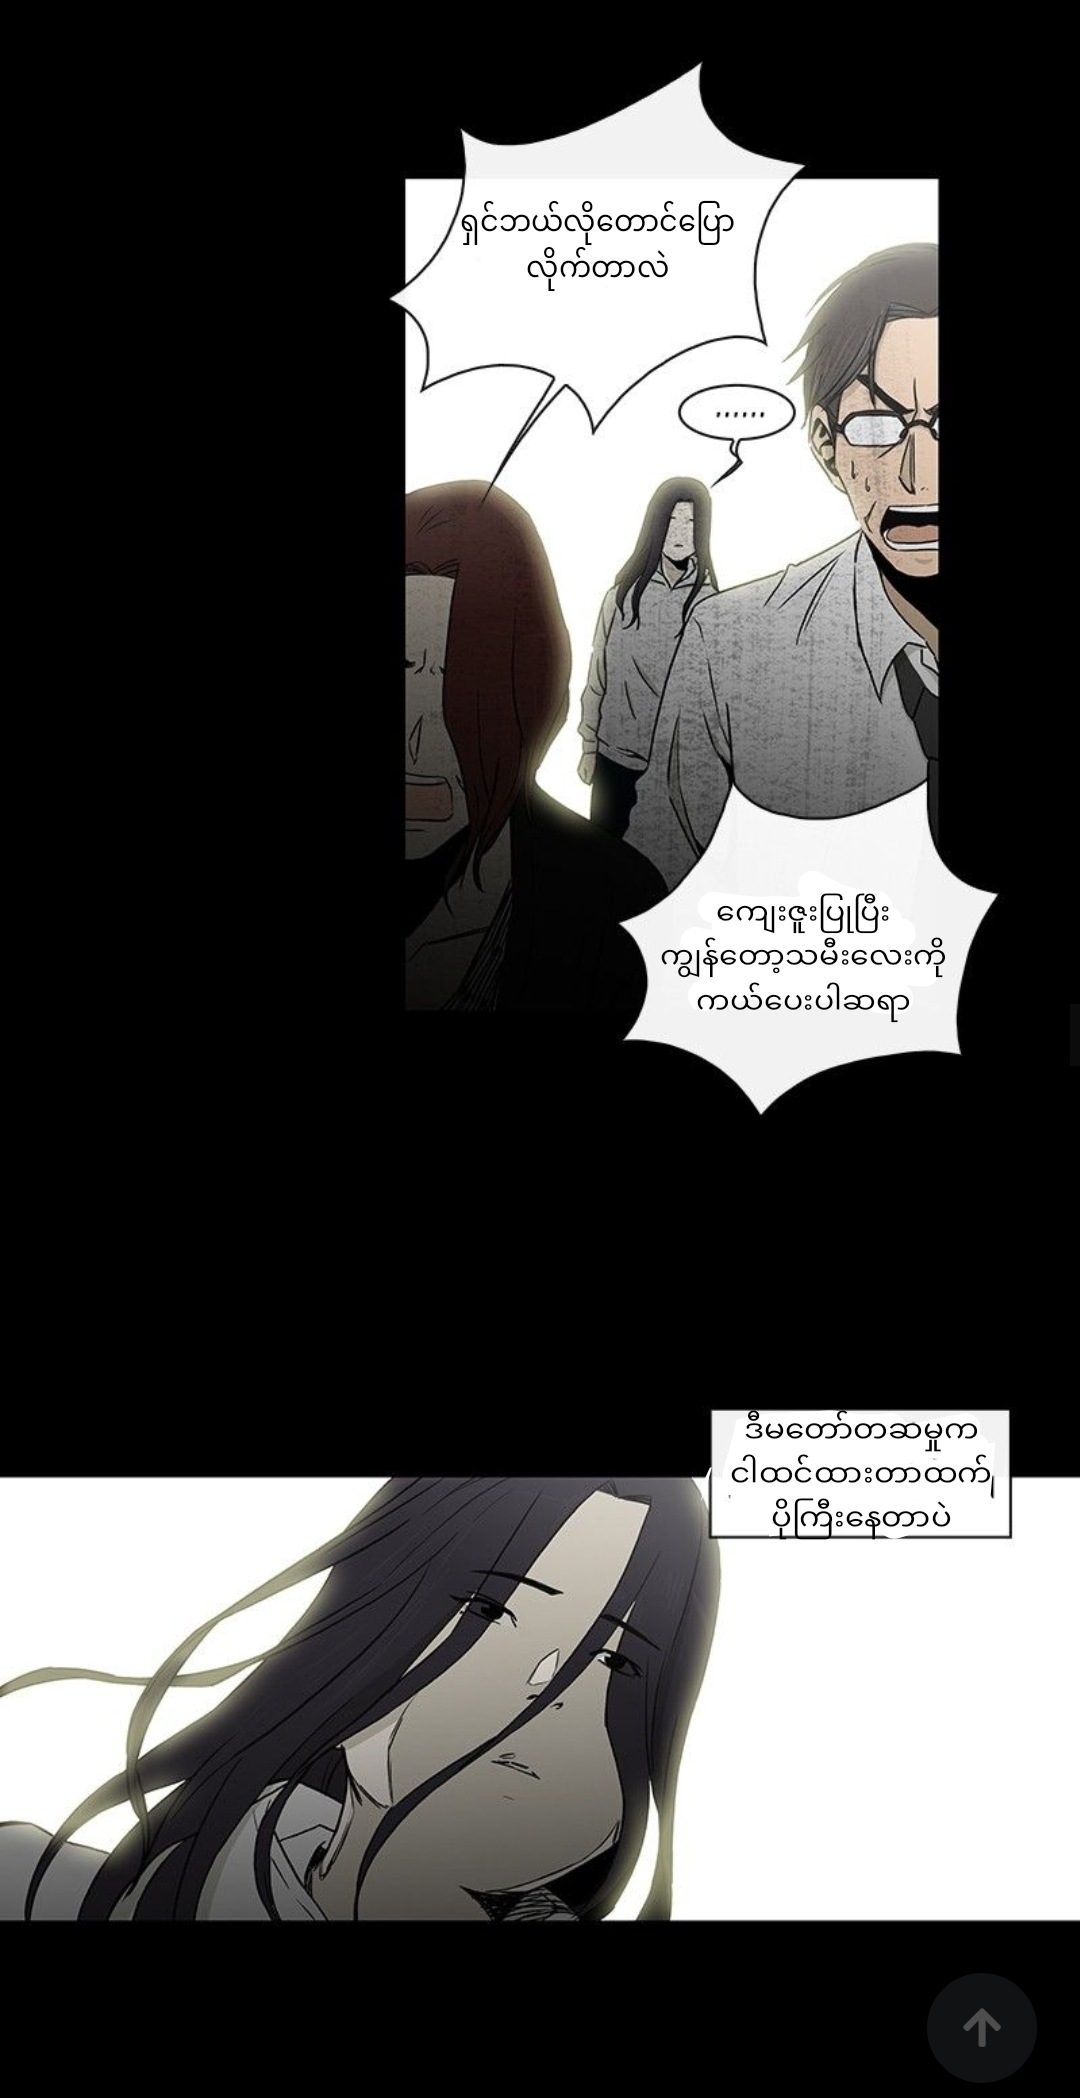 ရှင်ဘယ်လိုတောင်ပြော
လိုက်တာလဲ
......
ကျေးဇူးပြုပြီး
ကျွန်တော့သမီးလေးကို
ကယ်ပေးပါဆရာ
ဒီမတော်တဆမှုက
ငါထင်ထားတာထက်
ပိုကြီးနေတာပဲ